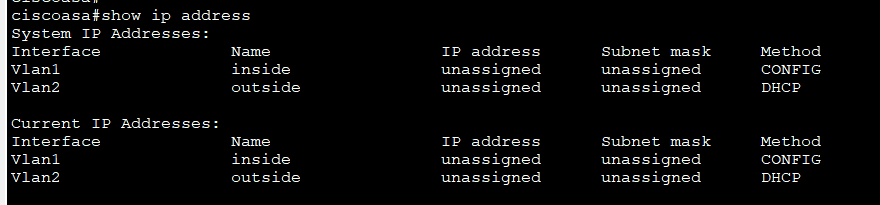 ciscoasa#
ciscoasa#show ip address
System IP Addresses:
Interface Name IP address Subnet mask Method
Vlan1 inside unassigned unassigned CONFIG
Vlan2 outside unassigned unassigned DHCP
Current IP Addresses:
Interface Name IP address Subnet mask Method
Vlan1 inside unassigned unassigned CONFIG
Vlan2 outside unassigned unassigned DHCP